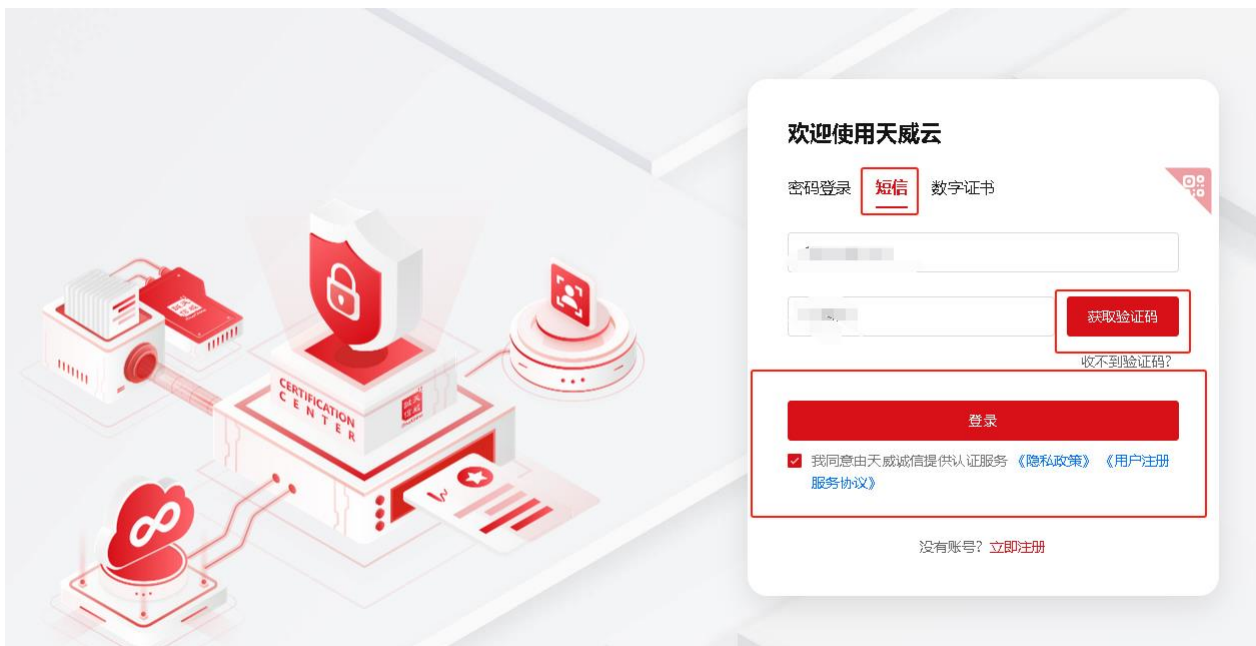 欢迎使用天威云
密码登录 短信 数字证书
获取验证码
收不到验证码?
登录
我同意由天威诚信提供认证服务《隐私政策》《用户注册
服务协议》
没有账号? 立即注册
CERTIFICATION
CENTER